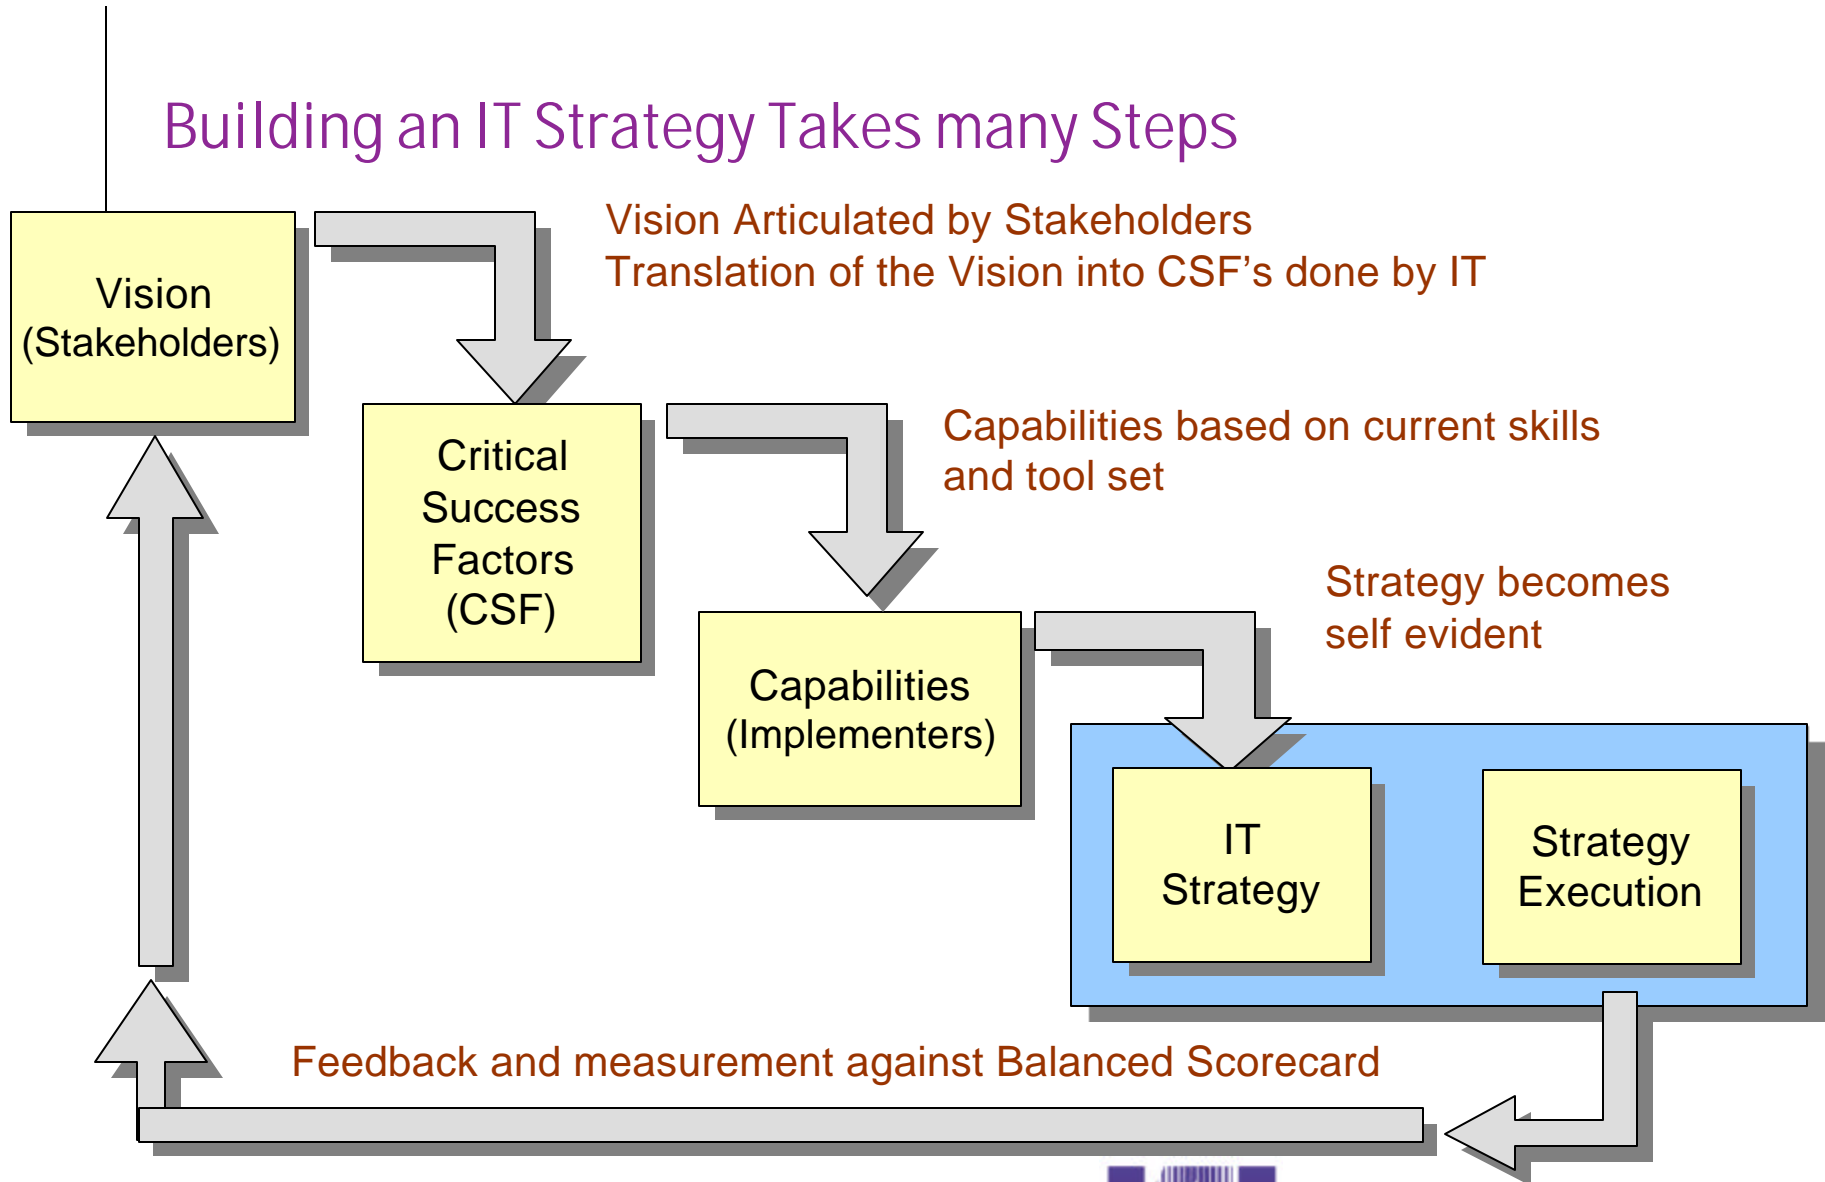 Building an IT Strategy Takes many Steps
Vision
(Stakeholders)
Vision Articulated by Stakeholders
Translation of the Vision into CSF's done by IT
Critical
Success
Factors
(CSF)
Capabilities based on current skills
and tool set
Capabilities
(Implementers)
Strategy becomes
self evident
IT
Strategy
Strategy
Execution
Feedback and measurement against Balanced Scorecard